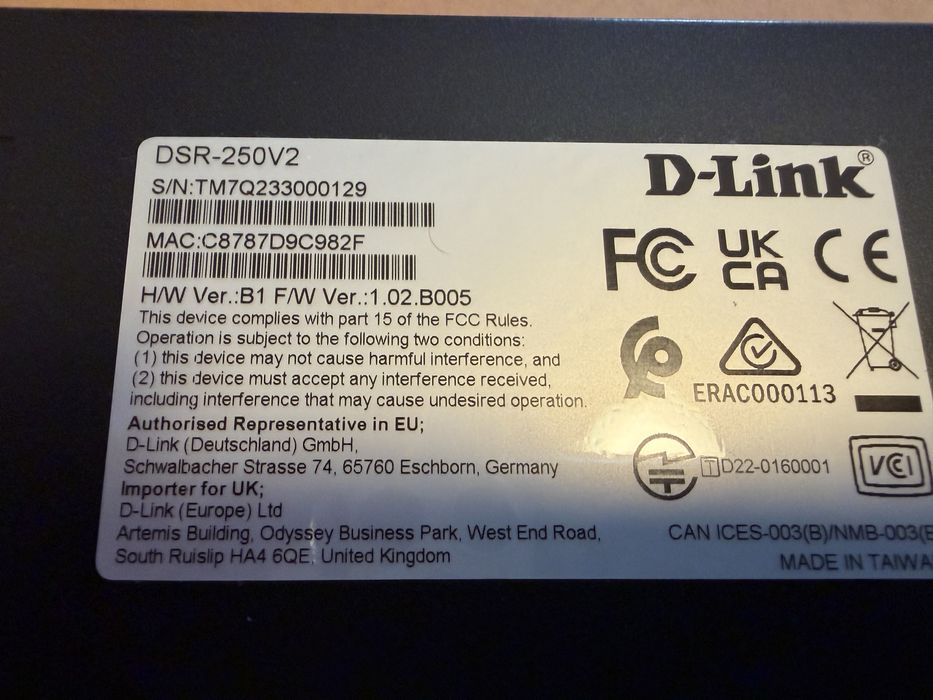 DSR-250V2
S/N:TM7Q233000129
MAC:C8787D9C982F
H/W Ver.:B1 F/W Ver.:1.02.B005
This device complies with part 15 of the FCC Rules.
Operation is subject to the following two conditions:
(1) this device may not cause harmful interference, and
(2) this device must accept any interference received,
including interference that may cause undesired operation.
Authorised Representative in EU;
D-Link (Deutschland) GmbH,
Schwalbacher Strasse 74, 65760 Eschborn, Germany
Importer for UK;
D-Link (Europe) Ltd
Artemis Building, Odyssey Business Park, West End Road,
South Ruislip HA4 6QE, United Kingdom
D-Link®
FC UK CA CE
ERAC000113
T D22-0160001
VCI
CAN ICES-003(B)/NMB-003(
MADE IN TAIWA